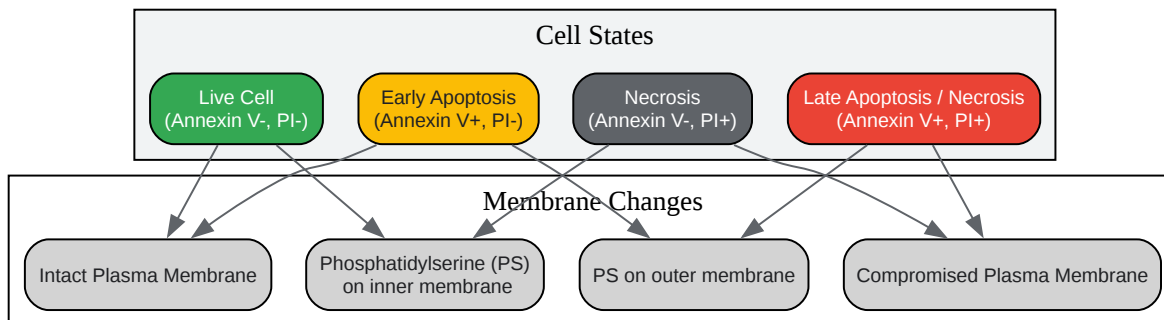 Cell States
Live Cell
(Annexin V-, PI-)
Early Apoptosis
(Annexin V+, PI-)
Necrosis
(Annexin V-, PI+)
Late Apoptosis / Necrosis
(Annexin V+, PI+)
Membrane Changes
Intact Plasma Membrane
Phosphatidylserine (PS)
on inner membrane
PS on outer membrane
Compromised Plasma Membrane